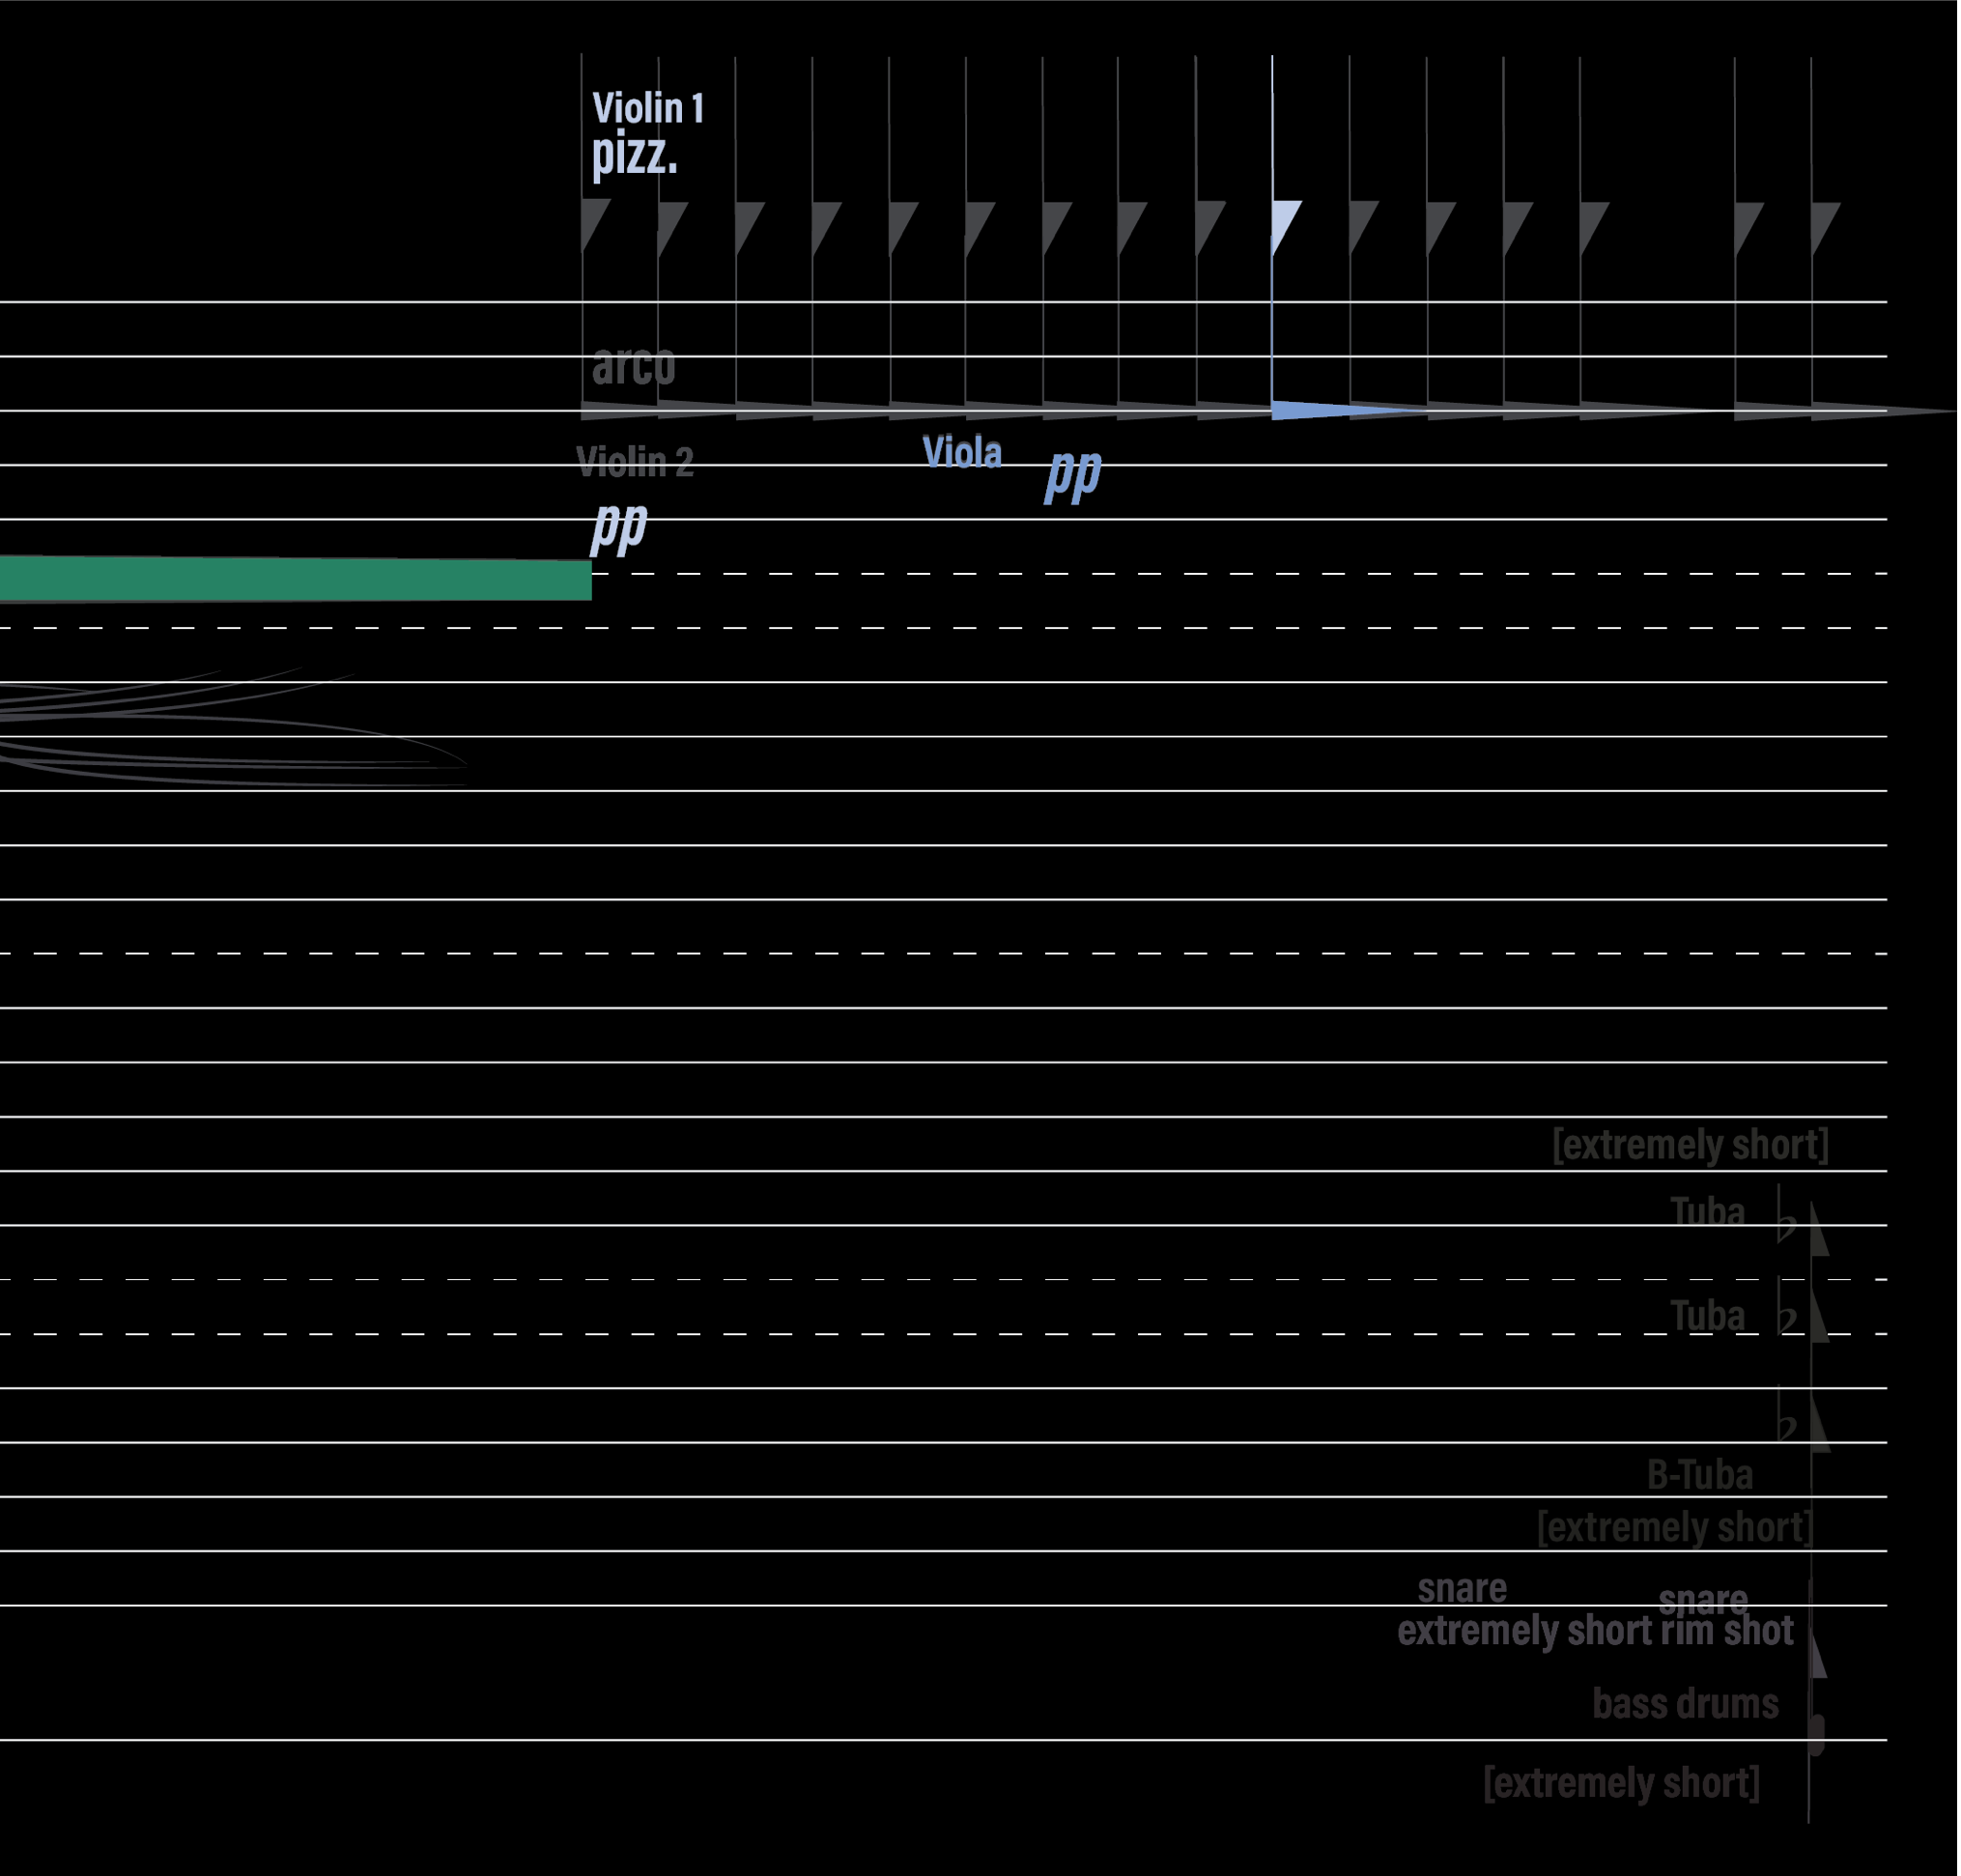 Violin 1
pizz.
arco
Violin 2
Viola
pp
pp
[extremely short]
Tuba
Tuba
B-Tuba
[extremely short]
snare
snare
extremely short rim shot
bass drums
[extremely short]